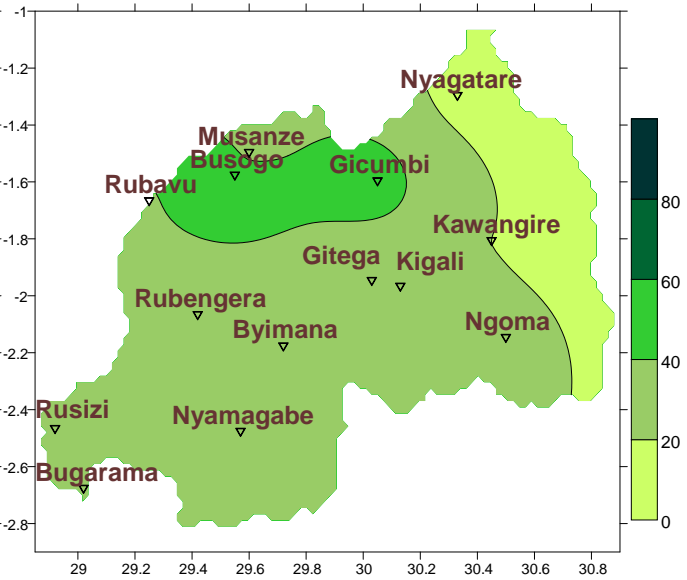 -1
-1.2
-1.4
-1.6
-1.8
-2
-2.2
-2.4
-2.6
-2.8
Nyagatare
Musanze
Busogo
Gicumbi
Rubavu
Kawangire
Gitega
Kigali
Rubengera
Byimana
Ngoma
Rusizi
Nyamagabe
Bugarama
29
29.2
29.4
29.6
29.8
30
30.2
30.4
30.6
30.8
80
60
40
20
0